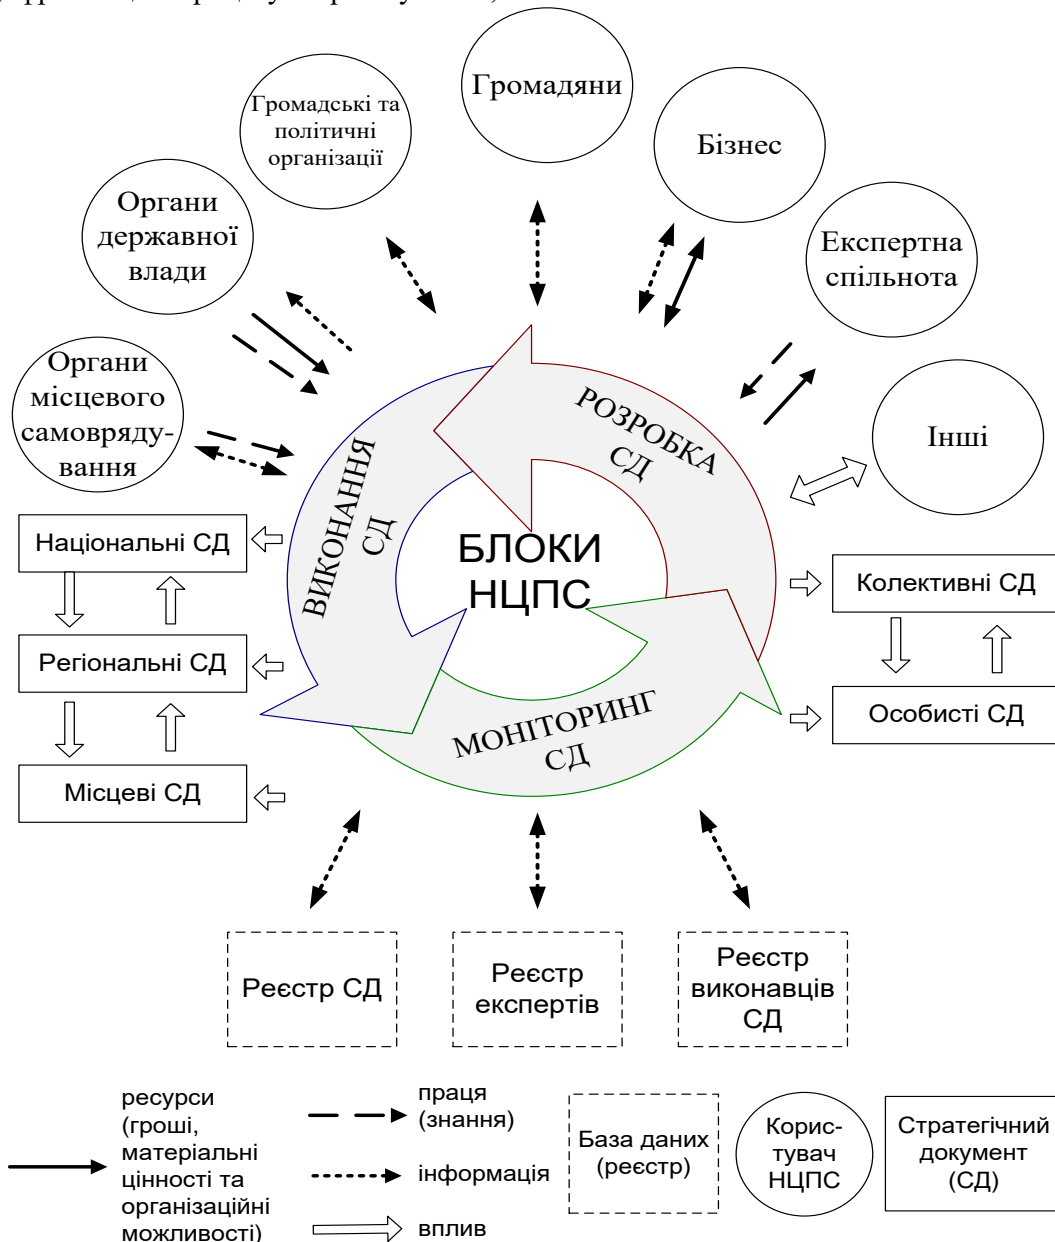 Громадяни
Громадські та
політичні
організації
Бізнес
Органи
державної
влади
Експертна
спільнота
Органи
місцевого
самовряду-
вання
Інші
РОЗРОБКА
СД
ВИКОНАННЯ
СД
БЛОКИ
НЦПС
МОНІТОРИНГ
СД
Національні СД
Регіональні СД
Місцеві СД
Колективні СД
Особисті СД
Реєстр СД
Реєстр
експертів
Реєстр
виконавців
СД
ресурси
(гроші,
матеріальні
цінності та
організаційні
можливості)
праця
(знання)
інформація
вплив
База даних
(реєстр)
Корис-
тувач
НЦПС
Стратегічний
документ
(СД)